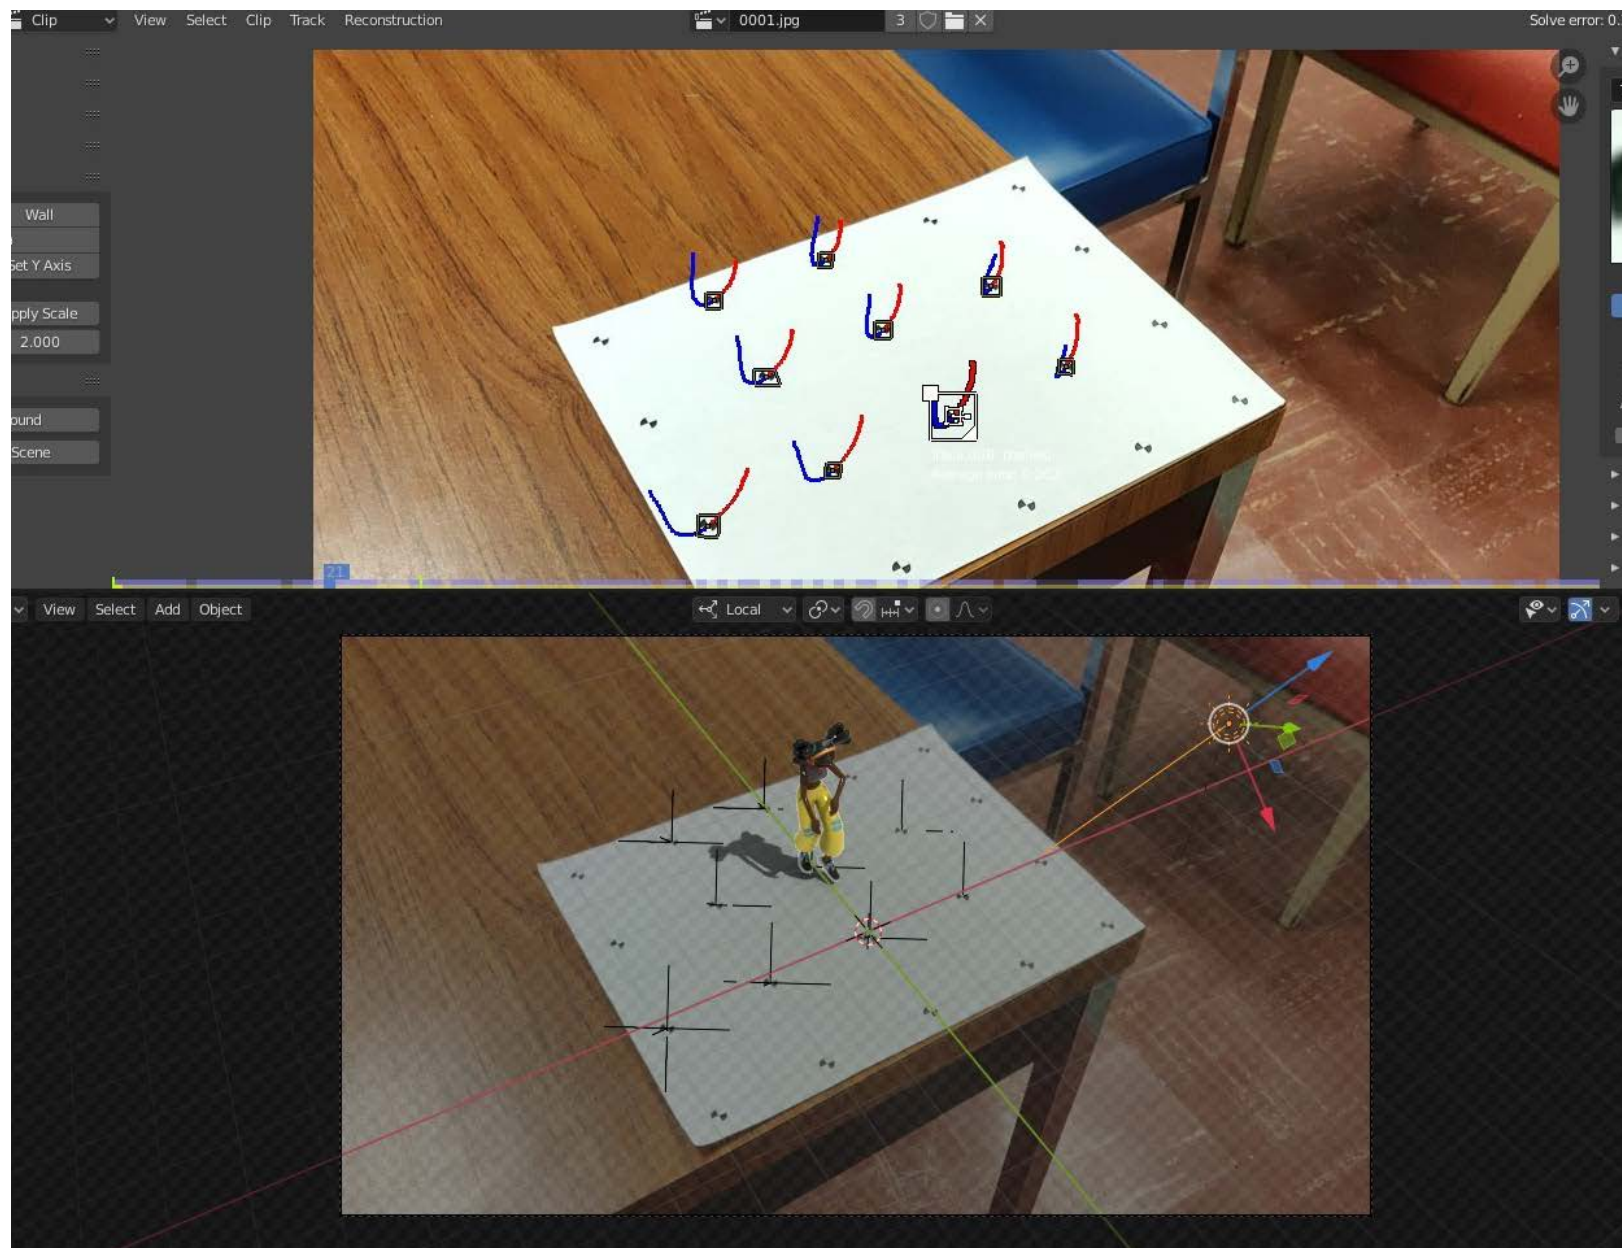 Clip View Select Clip Track Reconstruction 0001.jpg 3 Solve error: 0.
Wall
Set Y Axis
pply Scale
2.000
ound
Scene
21
View Select Add Object Local